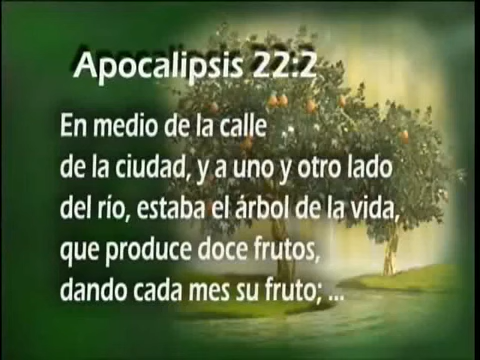 Apocalipsis 22:2
En medio de la calle
de la ciudad, y a uno y otro lado
del río, estaba el árbol de la vida,
que produce doce frutos,
dando cada mes su fruto; ...